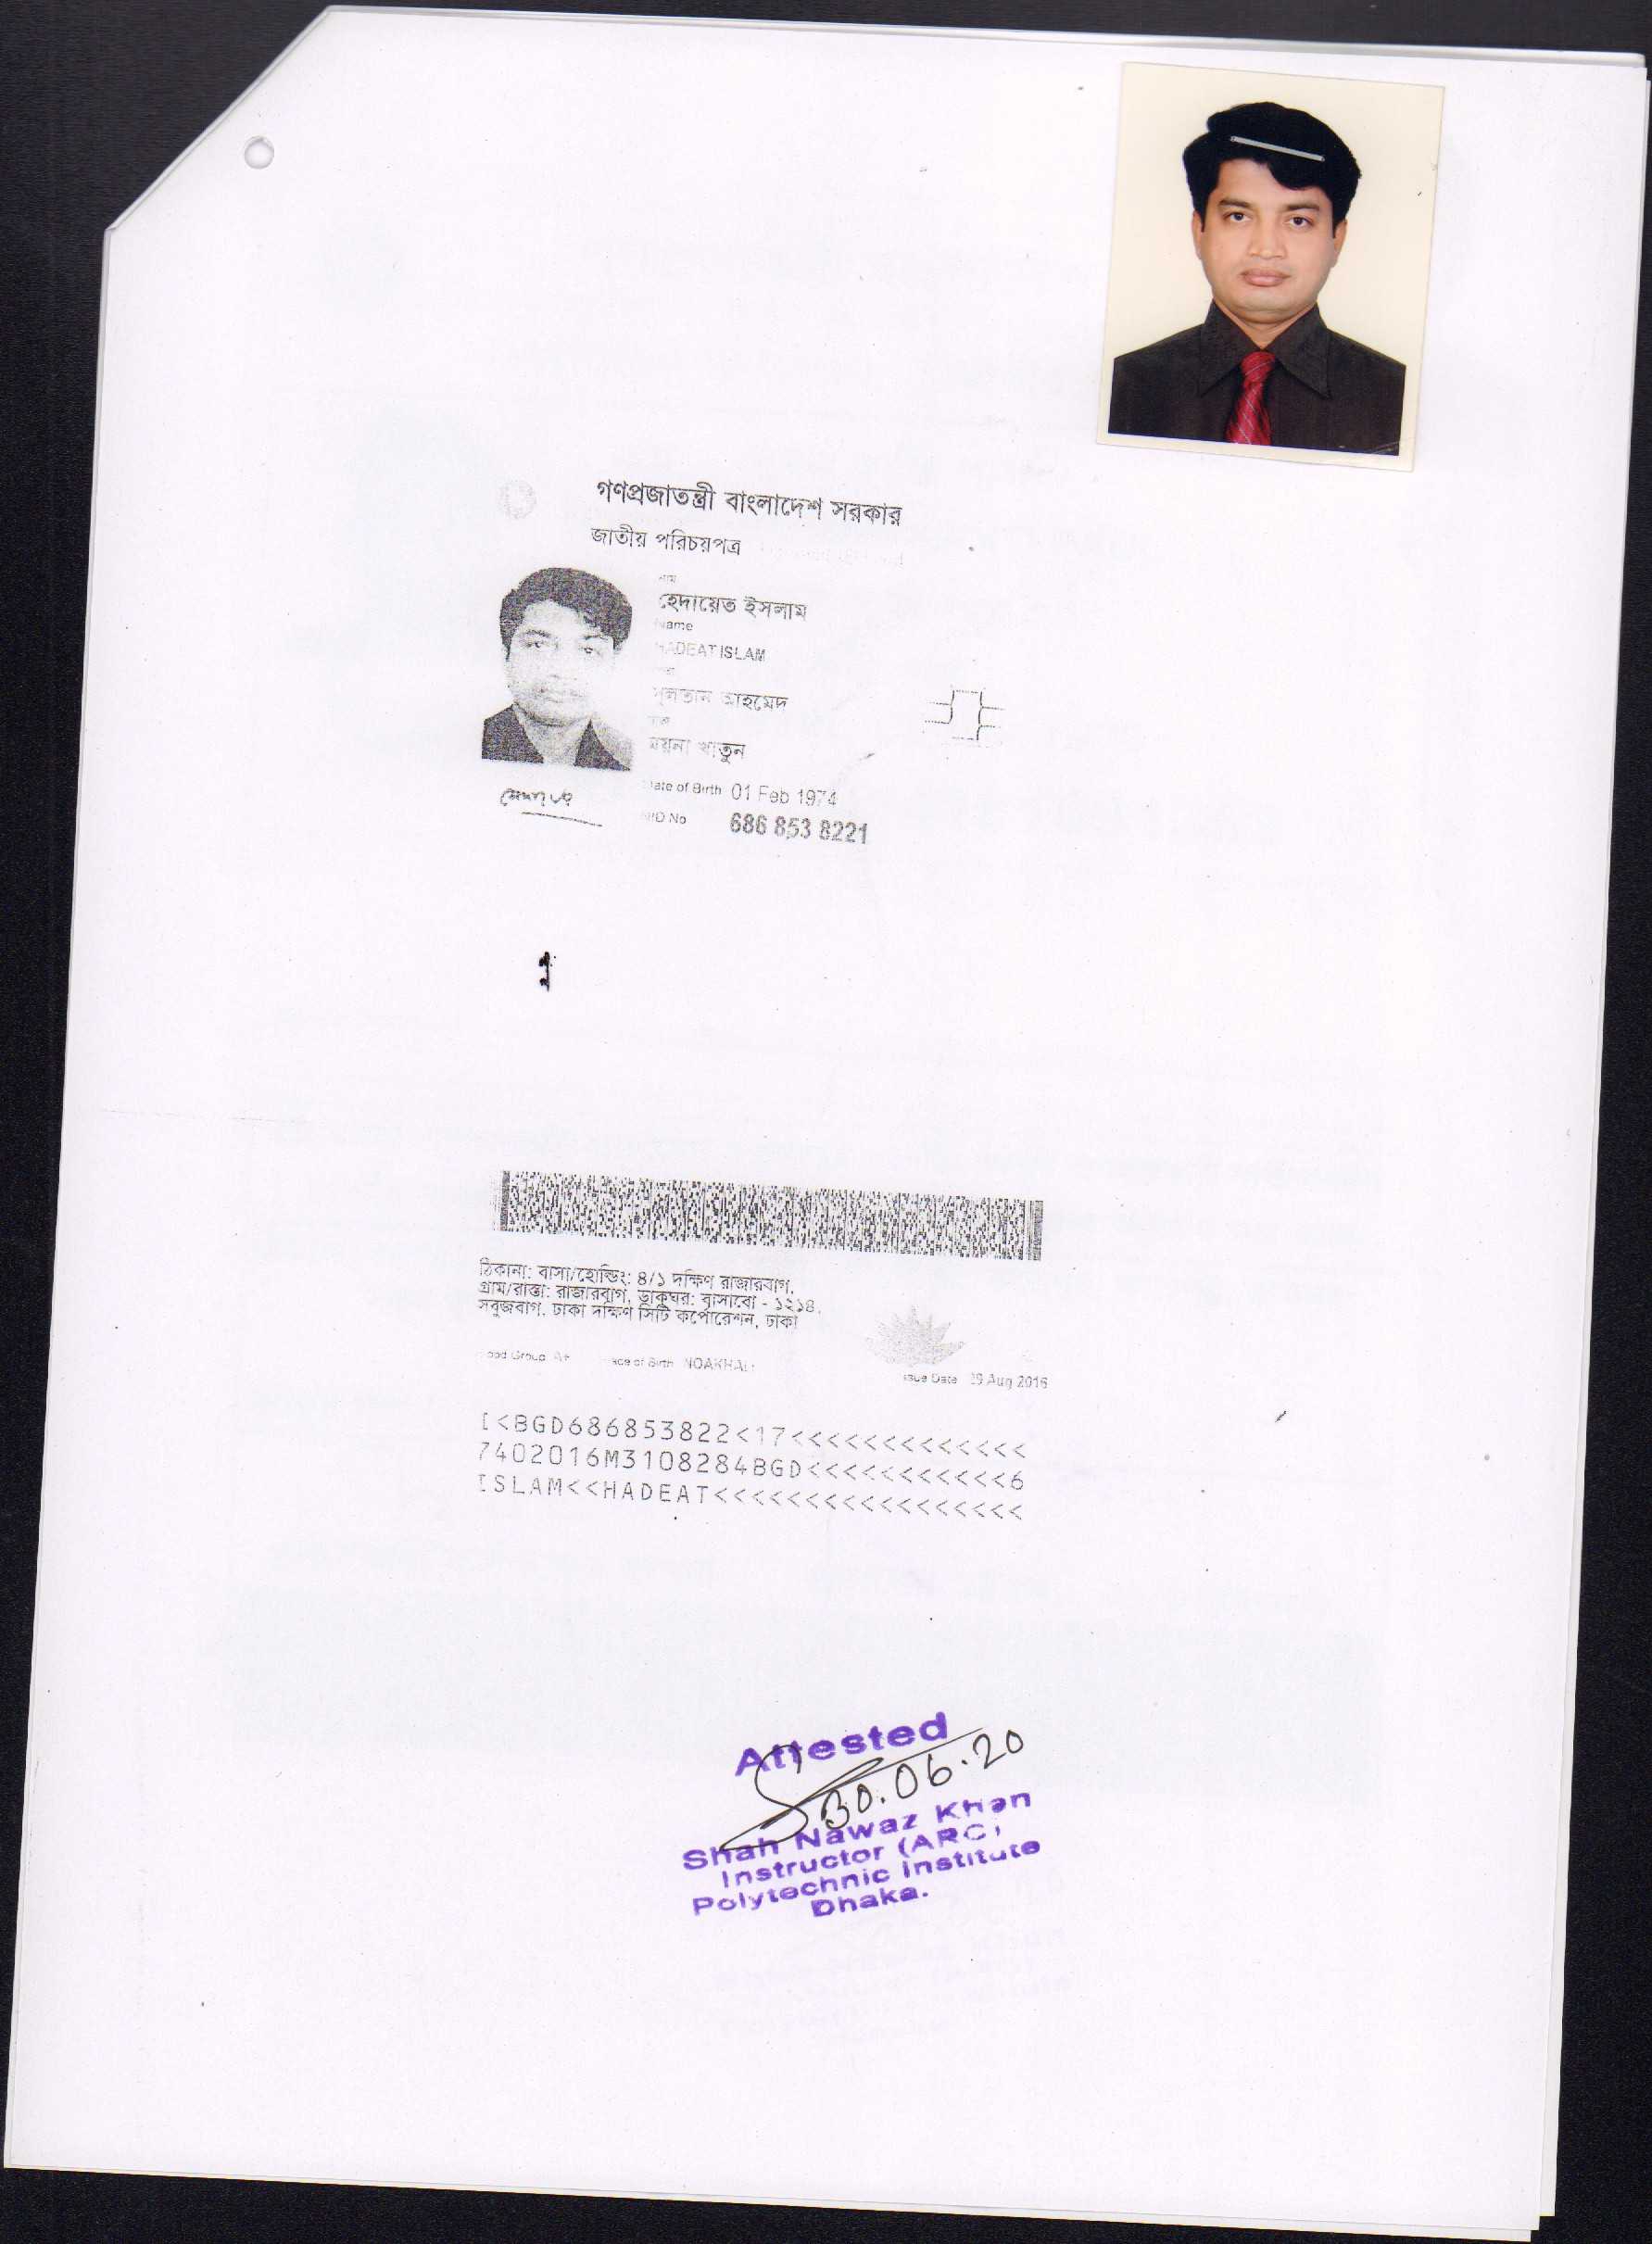 গণপ্রজাতন্ত্রী বাংলাদেশ সরকার
জাতীয় পরিচয়পত্র
নাম
হেদায়েত ইসলাম
Name
HADEAT ISLAM
সুলতান আহমেদ
ময়না খাতুন
Date of Birth 01 Feb 1974
NID No 686 853 8221
ঠিকানা: বাসা/হোল্ডিং: ৪/১ দক্ষিণ রাজারবাগ,
গ্রাম/রাস্তা: রাজারবাগ, ডাকঘর: বাসাবো - ১২১৪,
সবুজবাগ, ঢাকা দক্ষিণ সিটি কর্পোরেশন, ঢাকা
Blood Group A+ Place of Birth NOAKHALI
Issue Date Aug 2016
I<BGD686853822<17<<<<<<<<<<<<<
7402016M3108284BGD<<<<<<<<<<<6
ISLAM<<HADEAT<<<<<<<<<<<<<<<<<
Attested
30.06.20
Shah Nawaz Khan
Instructor (ARC)
Polytechnic Institute
Dhaka.